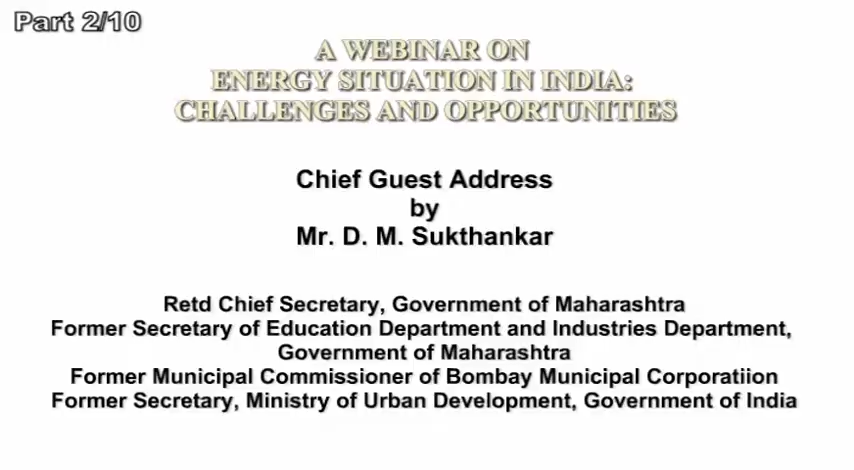 Part 2/10
A WEBINAR ON
ENERGY SITUATION IN INDIA:
CHALLENGES AND OPPORTUNITIES
Chief Guest Address
by
Mr. D. M. Sukthankar
Retd Chief Secretary, Government of Maharashtra
Former Secretary of Education Department and Industries Department,
Government of Maharashtra
Former Municipal Commissioner of Bombay Municipal Corporatiion
Former Secretary, Ministry of Urban Development, Government of India